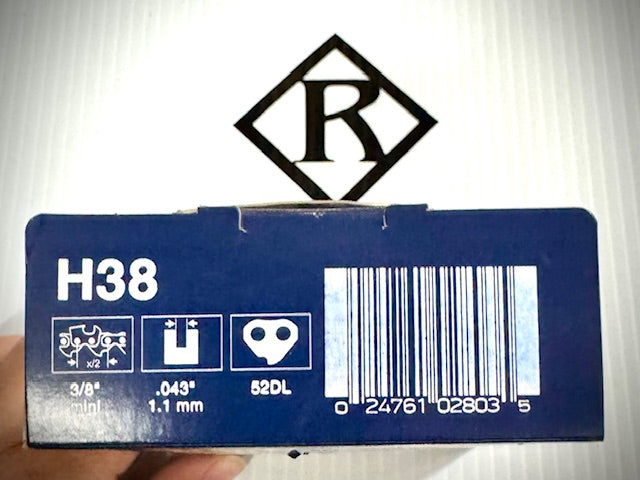 R
H38
x/2
3/8"
mini
.043"
1.1 mm
52DL
0 24761 02803 5